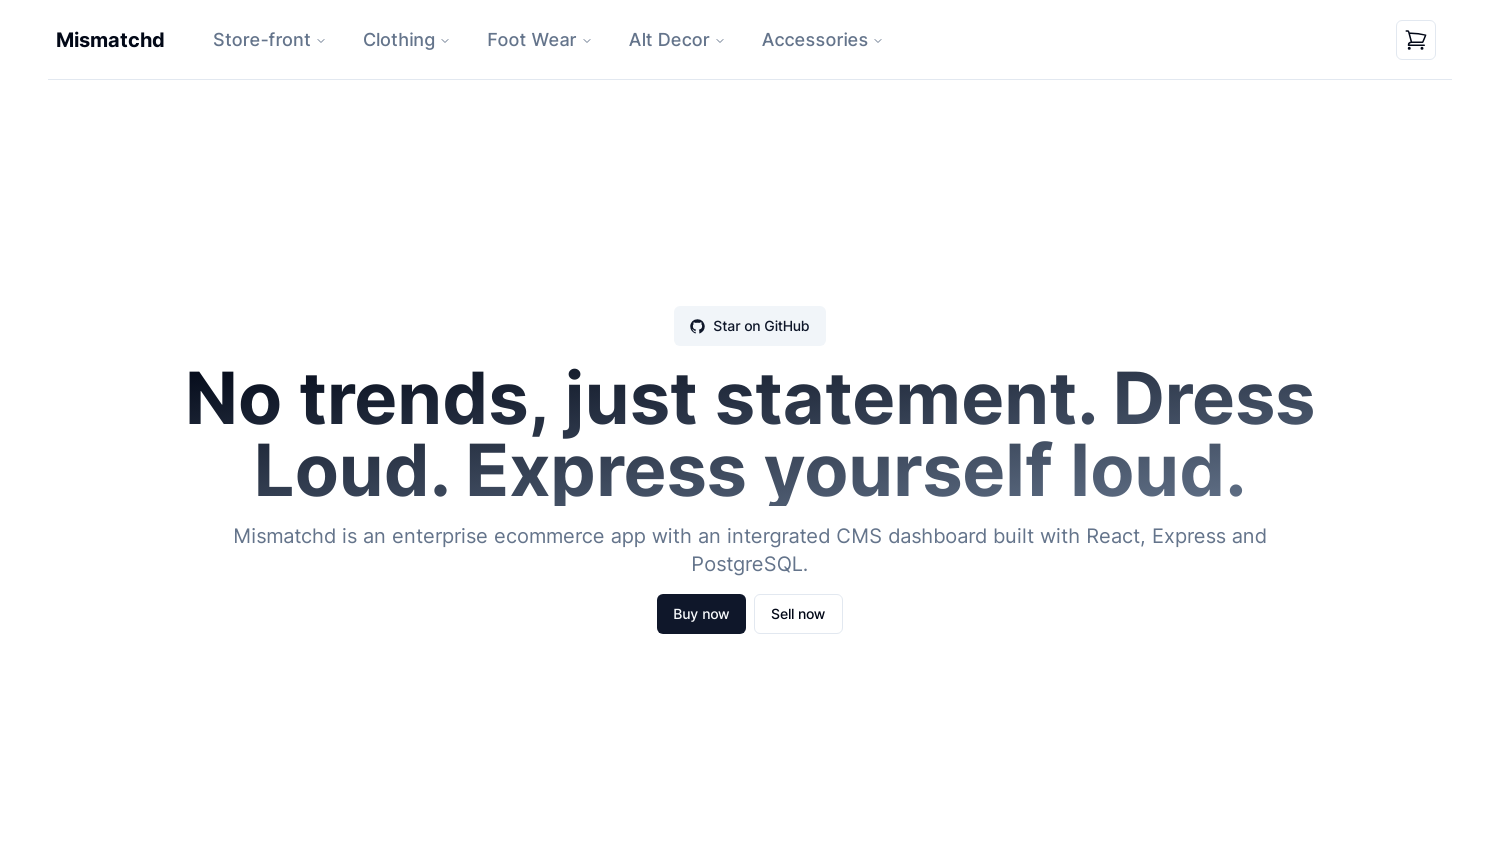 Mismatchd
Store-front
Clothing
Foot Wear
Alt Decor
Accessories
Star on GitHub
No trends, just statement. Dress
Loud. Express yourself loud.
Mismatchd is an enterprise ecommerce app with an intergrated CMS dashboard built with React, Express and
PostgreSQL.
Buy now
Sell now